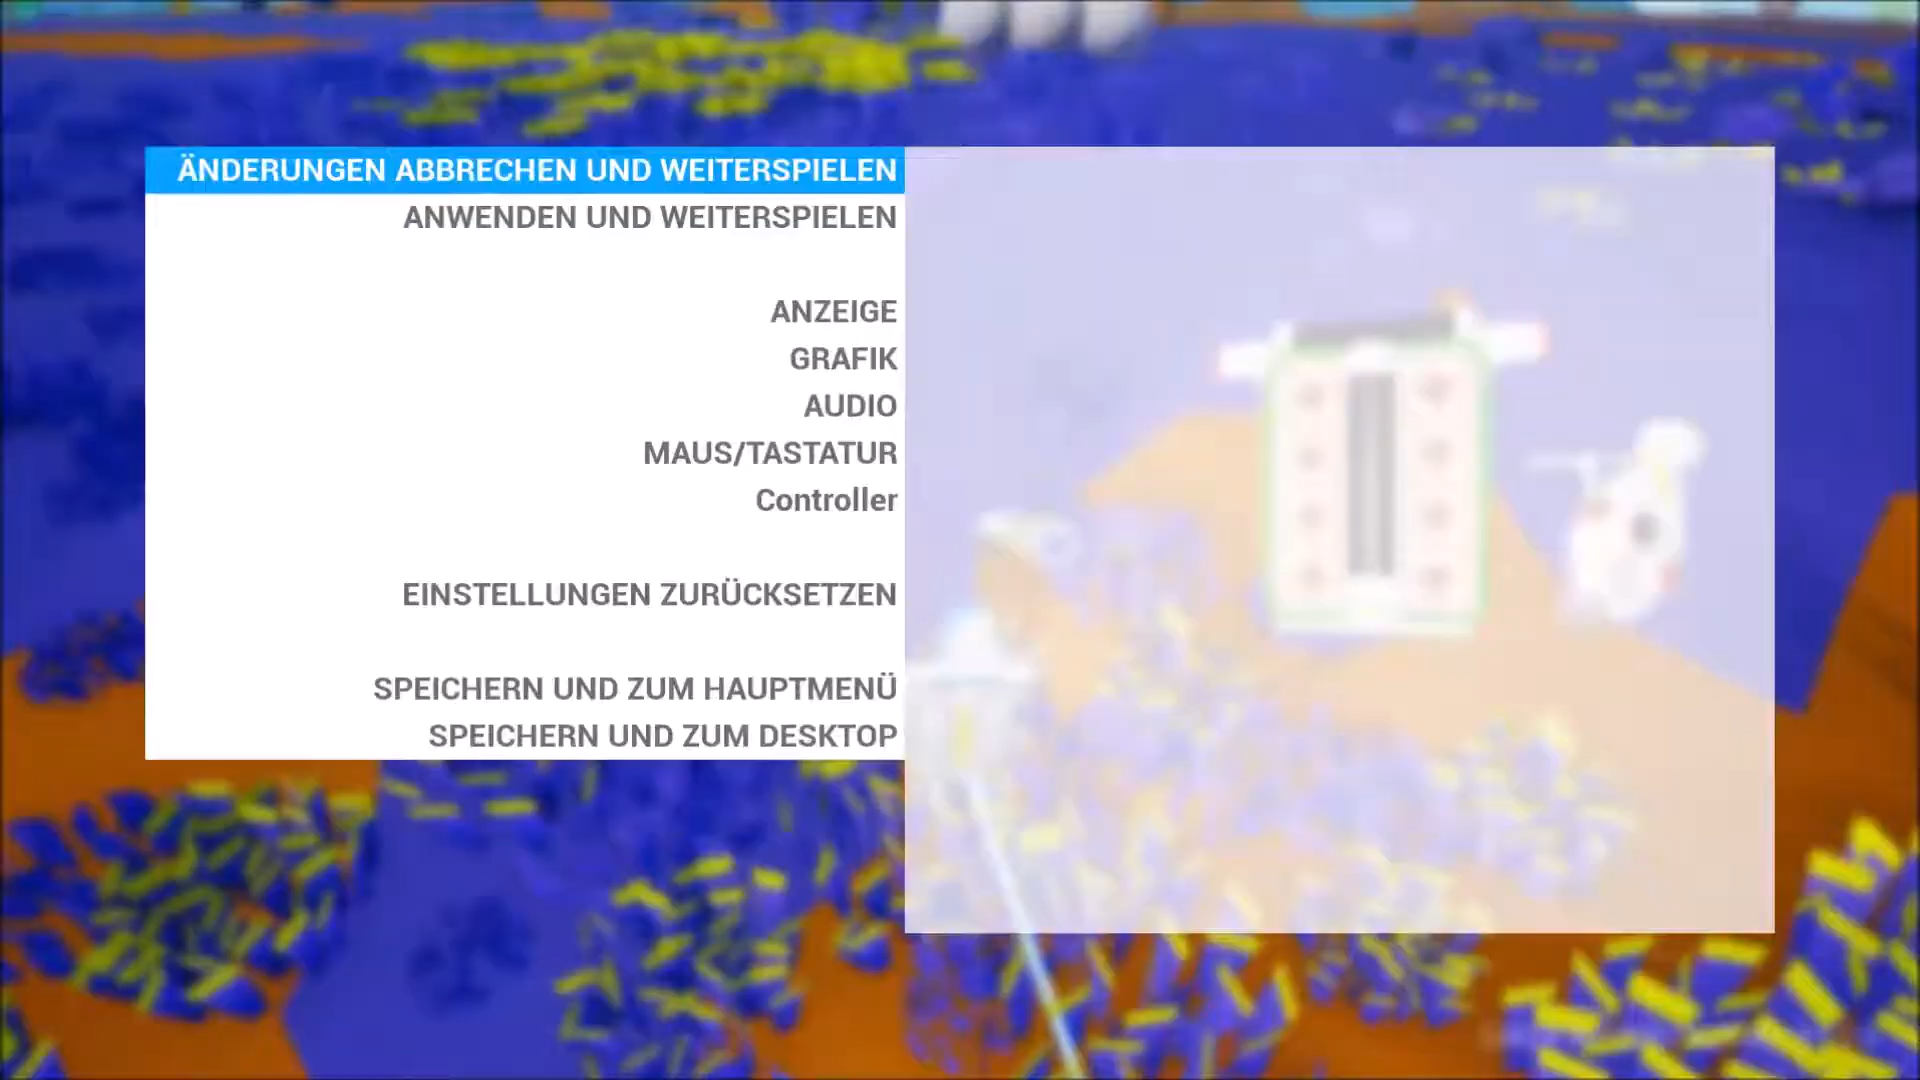 ÄNDERUNGEN ABBRECHEN UND WEITERSPIELEN
ANWENDEN UND WEITERSPIELEN
ANZEIGE
GRAFIK
AUDIO
MAUS/TASTATUR
Controller
EINSTELLUNGEN ZURÜCKSETZEN
SPEICHERN UND ZUM HAUPTMENÜ
SPEICHERN UND ZUM DESKTOP